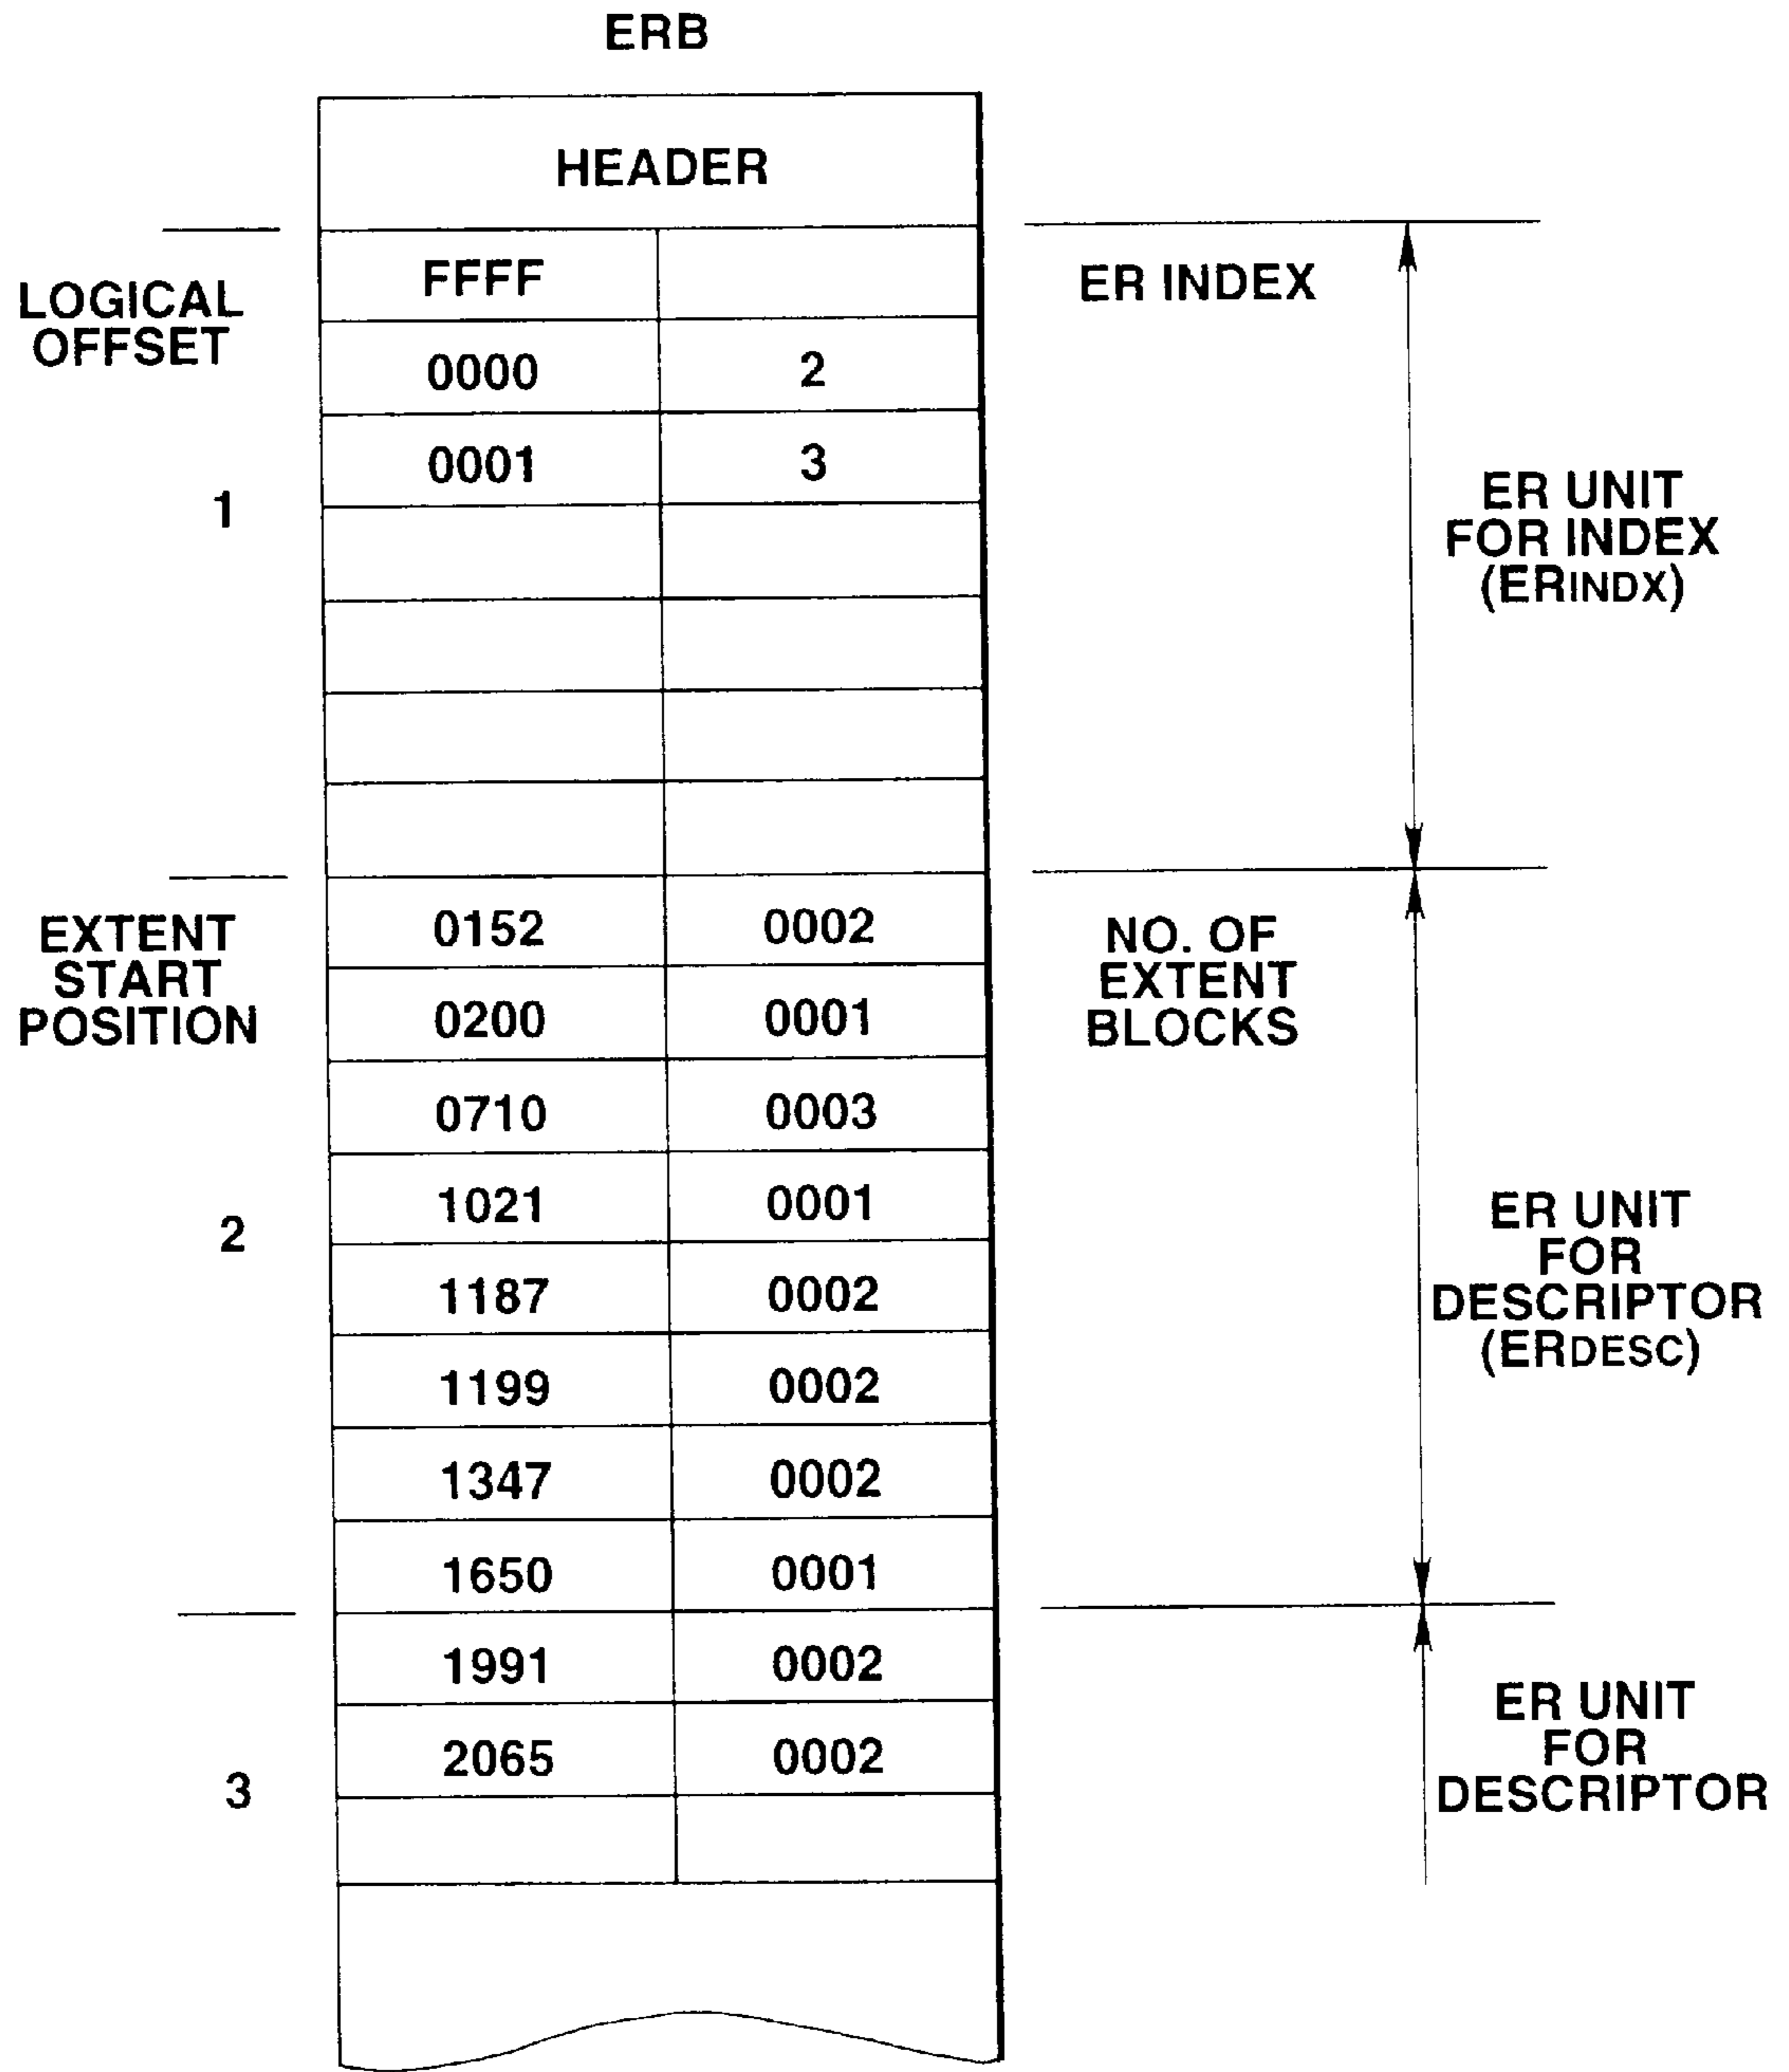 ERB
HEADER
LOGICAL
OFFSET
FFFF
ER INDEX
0000 2
0001 3
1
ER UNIT
FOR INDEX
(ERINDX)
EXTENT
START
POSITION
0152 0002
NO. OF
EXTENT
BLOCKS
0200 0001
0710 0003
1021 0001
2
1187 0002
ER UNIT
FOR
DESCRIPTOR
(ERDESC)
1199 0002
1347 0002
1650 0001
1991 0002
2065 0002
3
ER UNIT
FOR
DESCRIPTOR